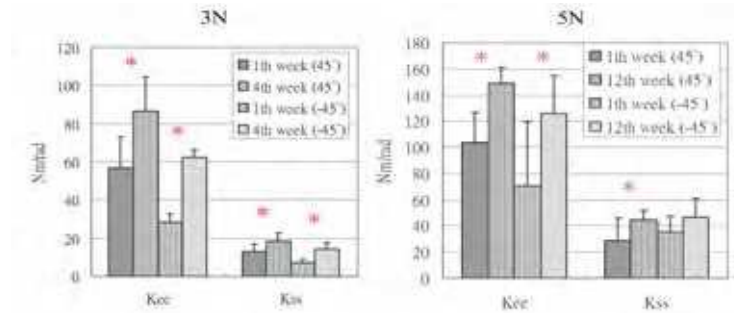 3N
120
100
80
60
40
20
0
Nm/rad
*
*
*
*
1th week (45°)
4th week (45°)
1th week (-45°)
4th week (-45°)
Kee
Kss
5N
180
160
140
120
100
80
60
40
20
0
Nm/rad
*
*
*
1th week (45°)
12th week (45°)
1th week (-45°)
12th week (-45°)
Kee
Kss